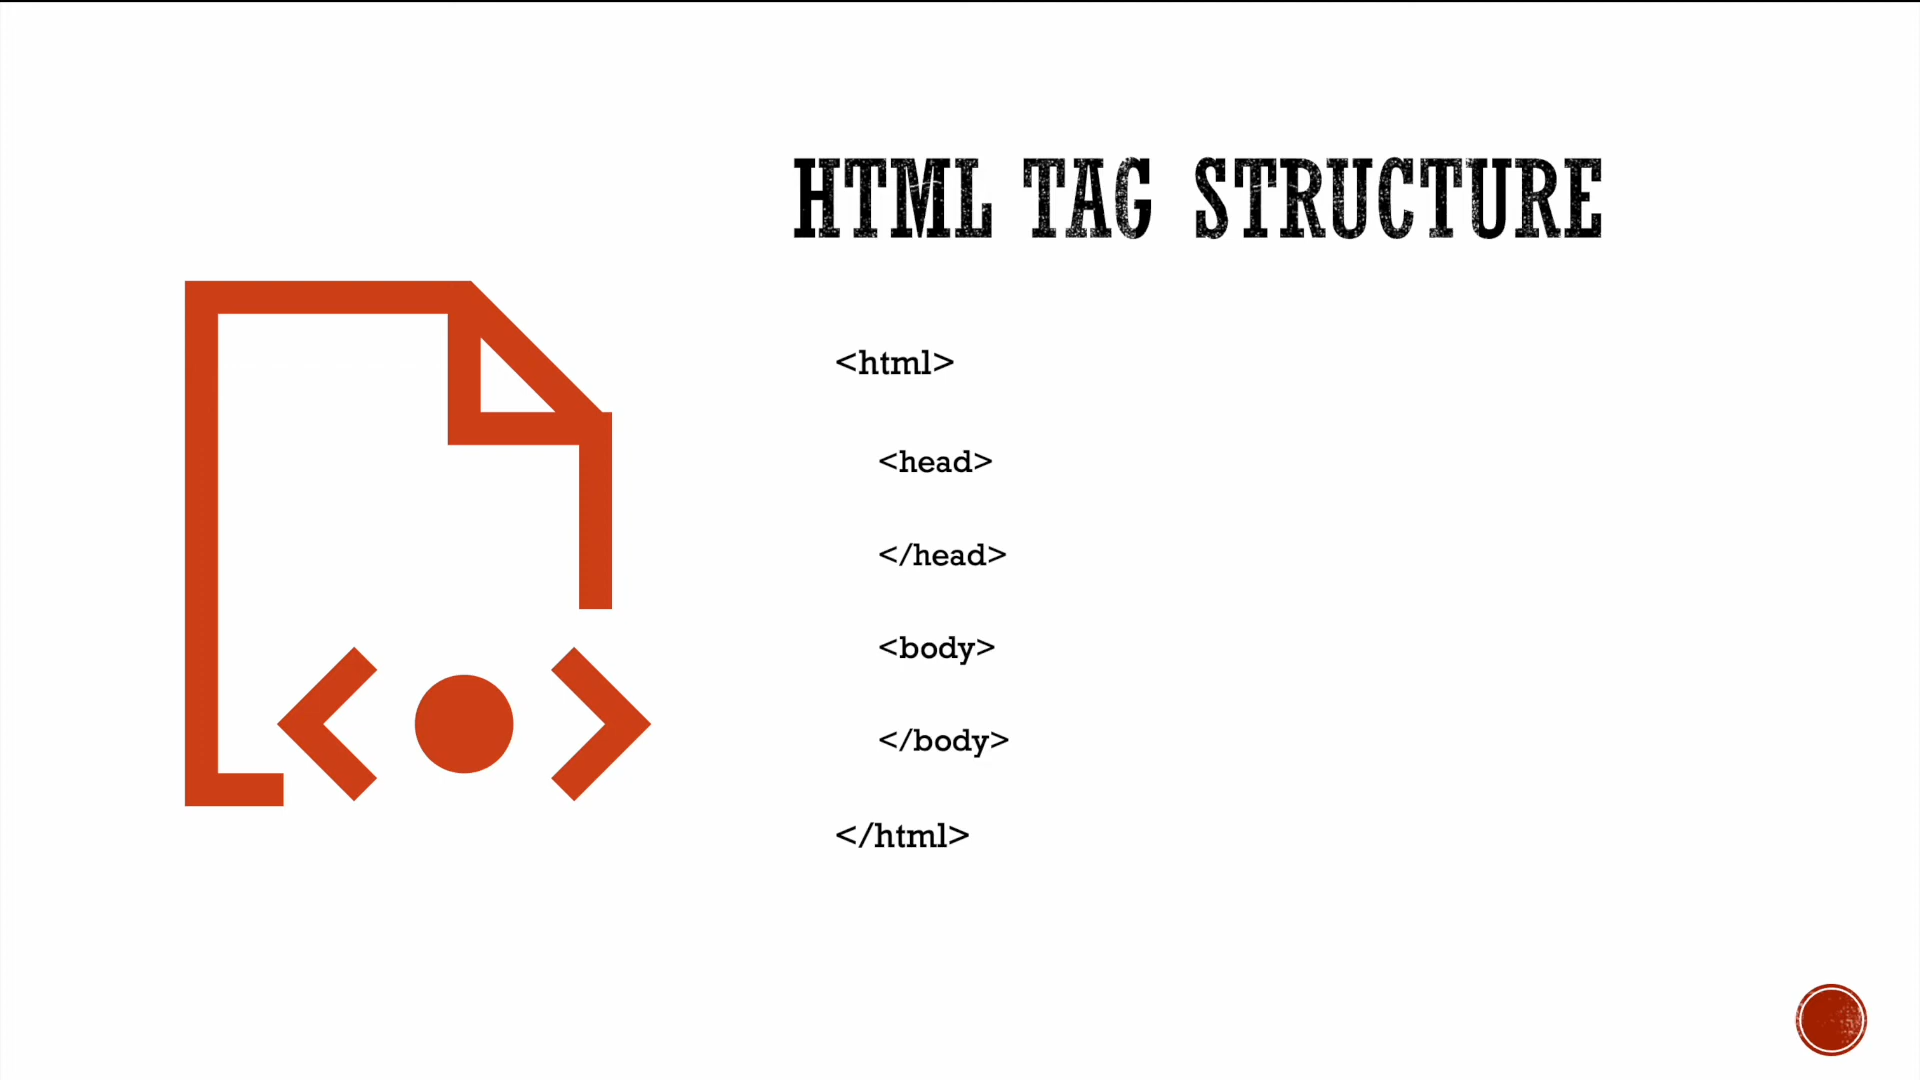 HTML TAG STRUCTURE
<html>
<head>
</head>
<body>
</body>
</html>